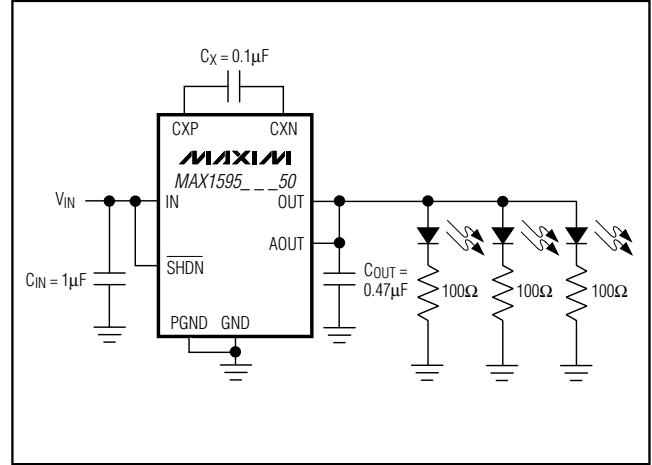 CX = 0.1μF
CXP CXN
MAXIM
MAX1595_ _ _50
VIN IN OUT
AOUT
SHDN
CIN = 1μF
COUT =
0.47μF
100Ω 100Ω 100Ω
PGND GND